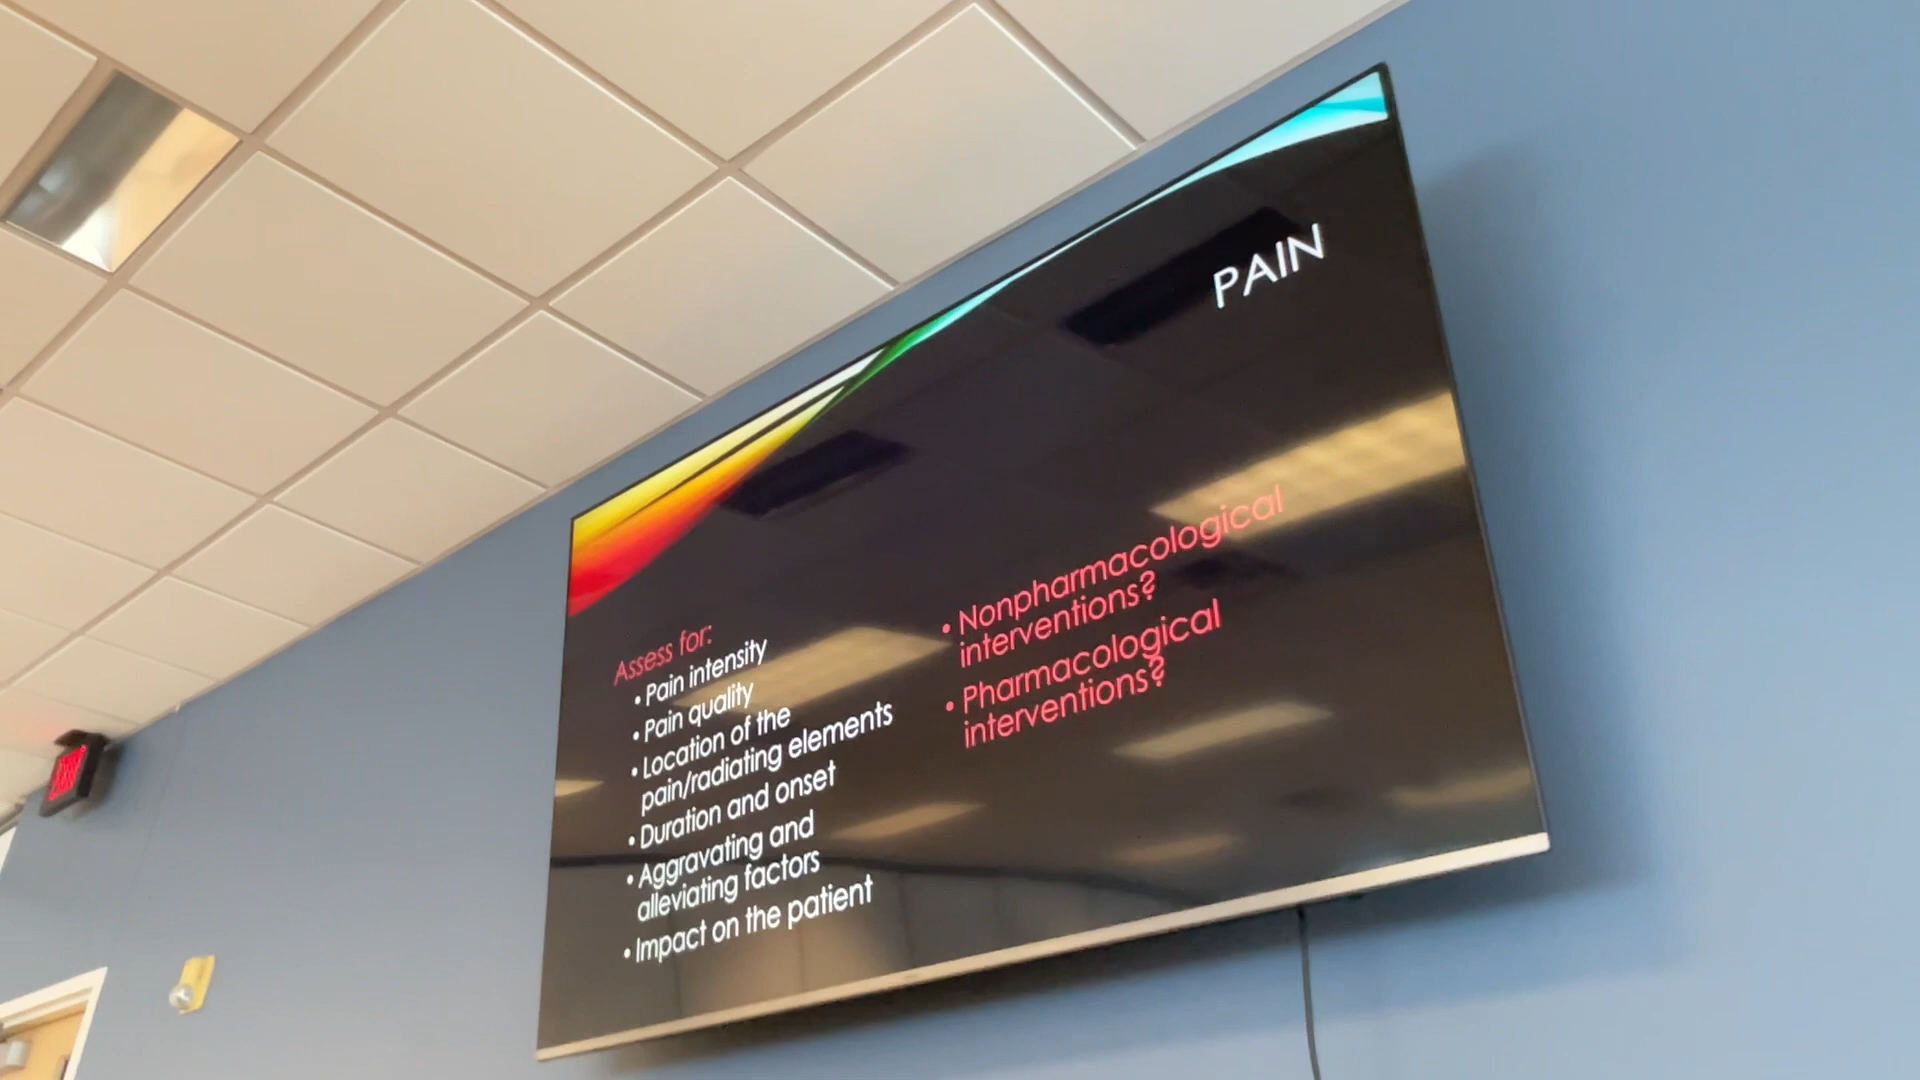 PAIN
Assess for:
• Pain intensity
• Pain quality
• Location of the
pain/radiating elements
• Duration and onset
• Aggravating and
alleviating factors
• Impact on the patient
• Nonpharmacological
interventions?
• Pharmacological
interventions?